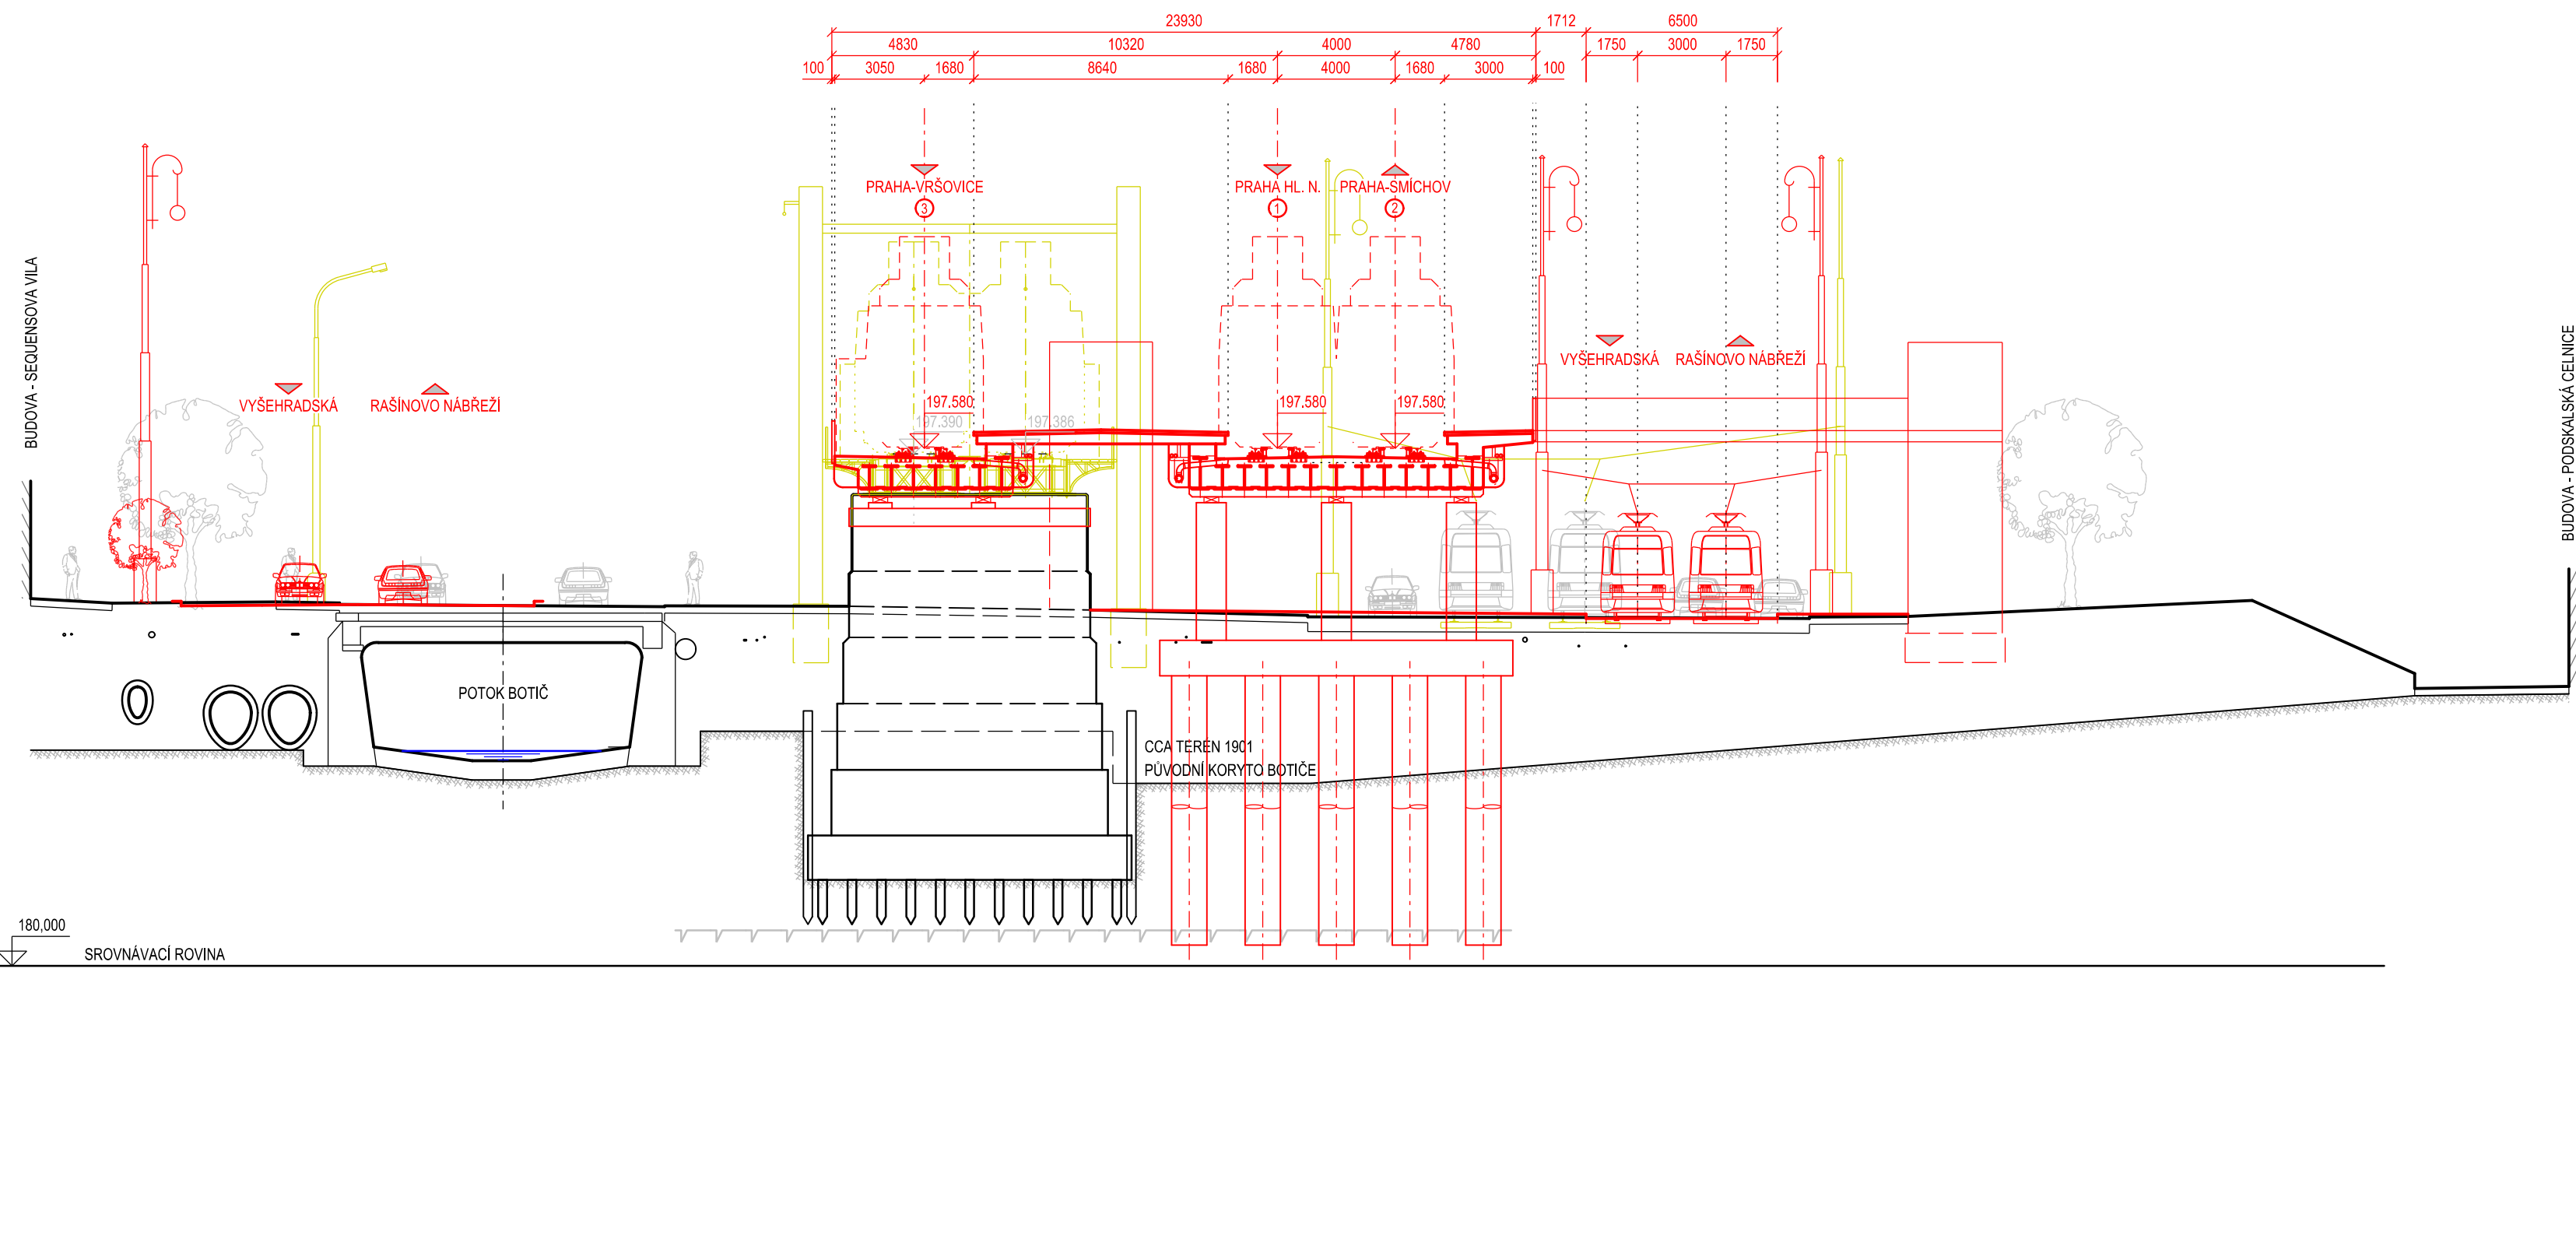 23930 1712 6500
4830 10320 4000 4780 1750 3000 1750
100 3050 1680 8640 1680 4000 1680 3000 100
PRAHA-VRŠOVICE PRAHA HL. N. PRAHA-SMÍCHOV
3 1 2
BUDOVA - SEQUENSOVA VILA
BUDOVA - PODSKALSKÁ CELNICE
VYŠEHRADSKÁ RAŠÍNOVO NÁBŘEŽÍ
VYŠEHRADSKÁ RAŠÍNOVO NÁBŘEŽÍ
197.580 197.580 197.580
197.390 197.386
POTOK BOTIČ
CCA TERÉN 1901
PŮVODNÍ KORYTO BOTIČE
180,000
SROVNÁVACÍ ROVINA